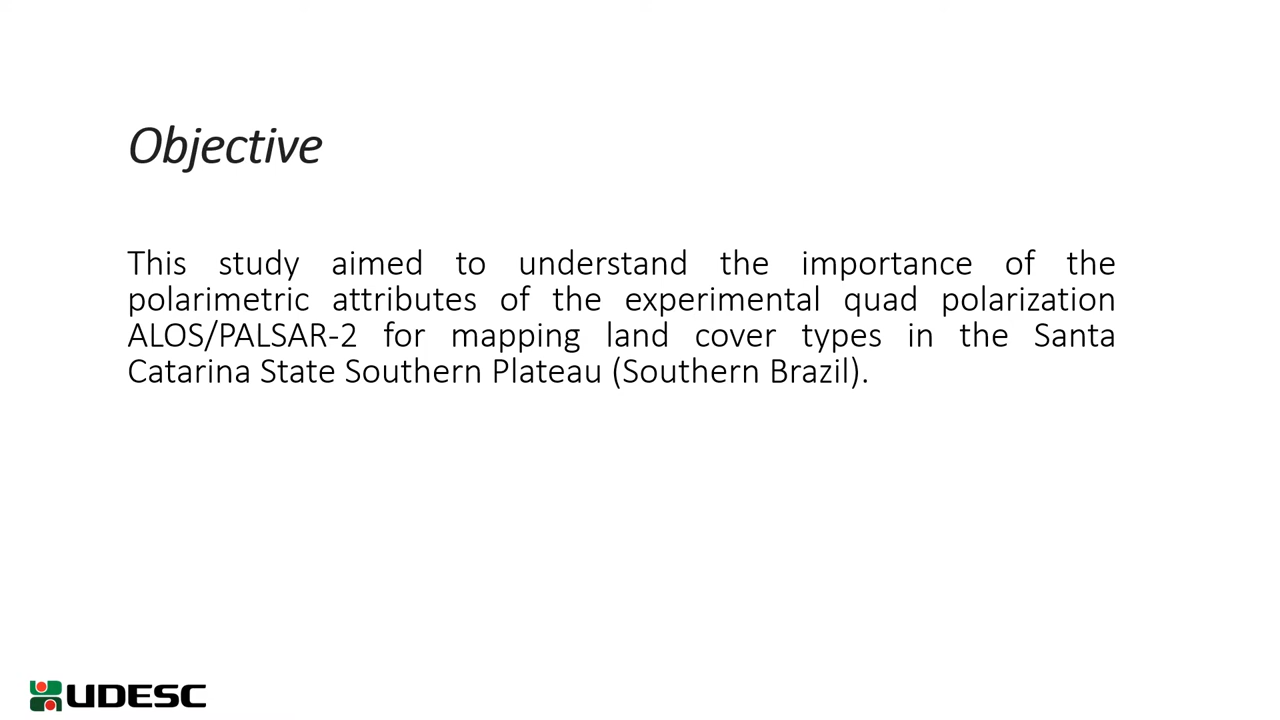 Objective
This study aimed to understand the importance of the
polarimetric attributes of the experimental quad polarization
ALOS/PALSAR-2 for mapping land cover types in the Santa
Catarina State Southern Plateau (Southern Brazil).
UDESC